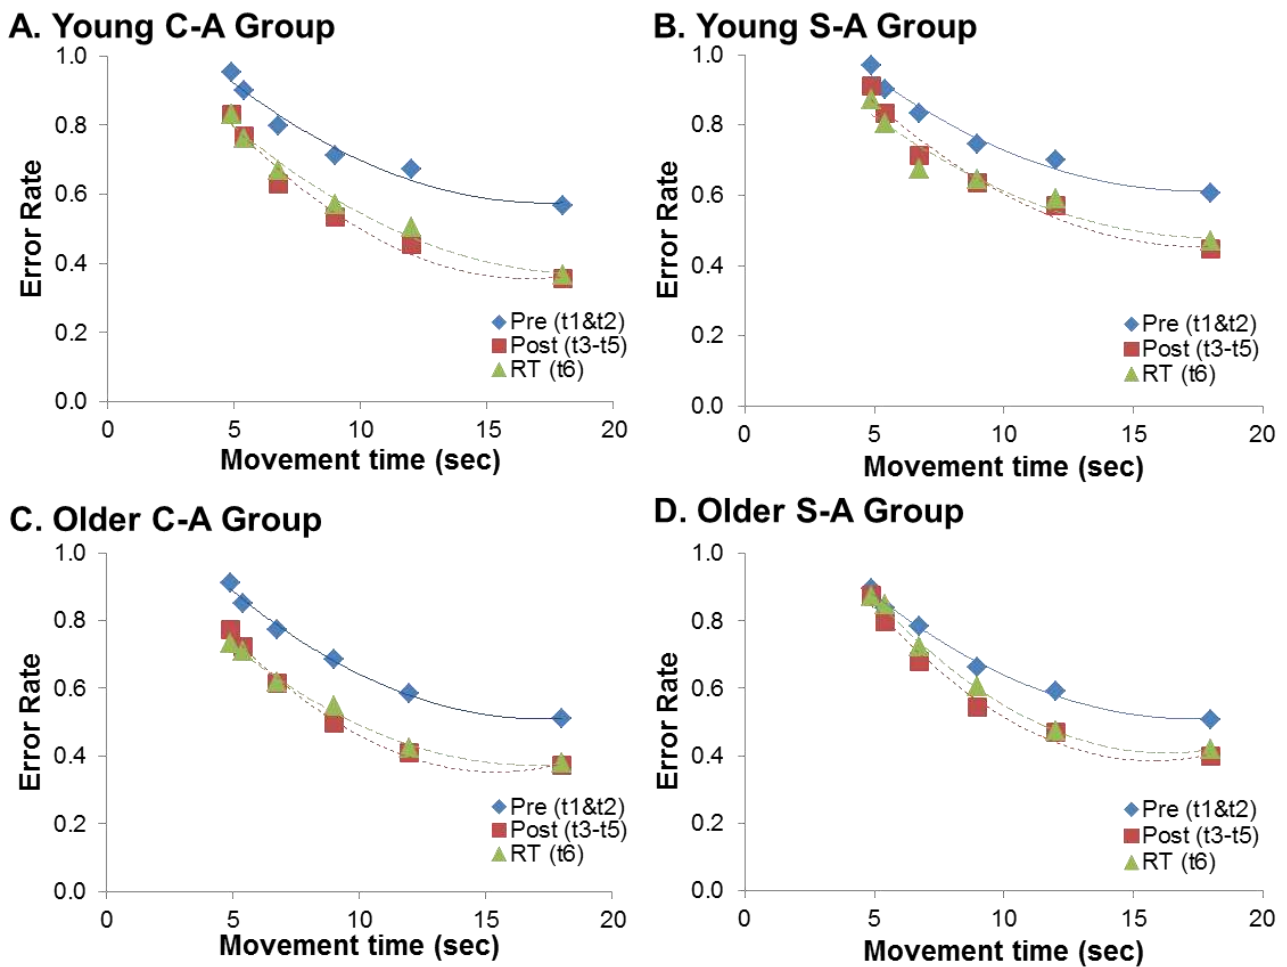 A. Young C-A Group
1.0
0.8
0.6
0.4
0.2
0.0
Error Rate
Pre (t1&t2)
Post (t3-t5)
RT (t6)
0 5 10 15 20
Movement time (sec)
B. Young S-A Group
1.0
0.8
0.6
0.4
0.2
0.0
Error Rate
Pre (t1&t2)
Post (t3-t5)
RT (t6)
0 5 10 15 20
Movement time (sec)
C. Older C-A Group
1.0
0.8
0.6
0.4
0.2
0.0
Error Rate
Pre (t1&t2)
Post (t3-t5)
RT (t6)
0 5 10 15 20
Movement time (sec)
D. Older S-A Group
1.0
0.8
0.6
0.4
0.2
0.0
Error Rate
Pre (t1&t2)
Post (t3-t5)
RT (t6)
0 5 10 15 20
Movement time (sec)